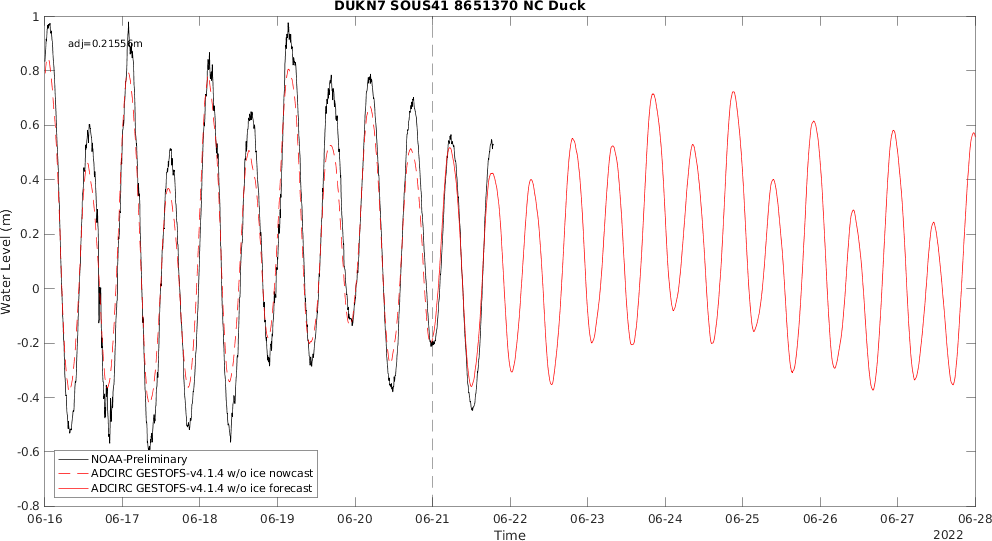 DUKN7 SOUS41 8651370 NC Duck
adj=0.21556m
1
0.8
0.6
0.4
0.2
0
-0.2
-0.4
-0.6
-0.8
Water Level (m)
NOAA-Preliminary
ADCIRC GESTOFS-v4.1.4 w/o ice nowcast
ADCIRC GESTOFS-v4.1.4 w/o ice forecast
06-16 06-17 06-18 06-19 06-20 06-21 06-22 06-23 06-24 06-25 06-26 06-27 06-28
Time
2022